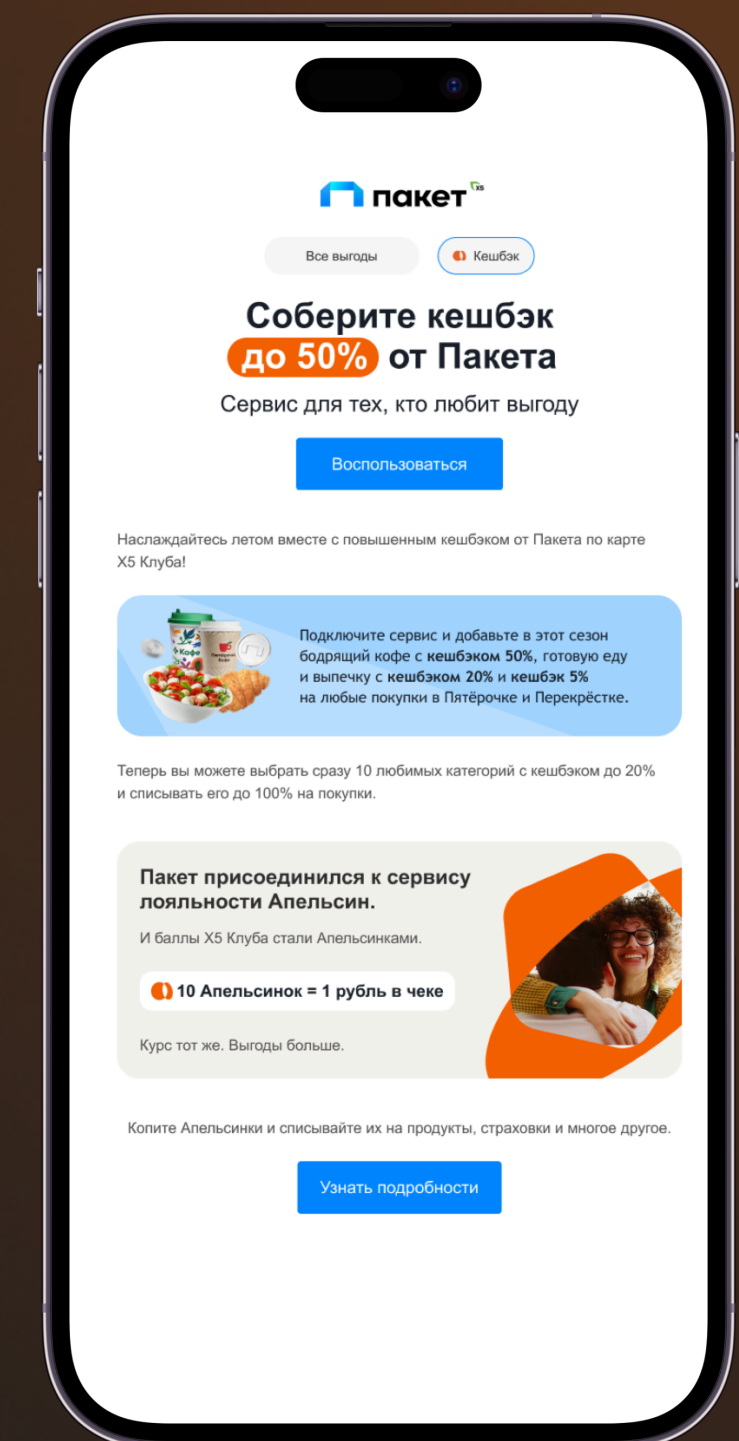 пакет X5
Все выгоды
Кешбэк
Соберите кешбэк
до 50% от Пакета
Сервис для тех, кто любит выгоду
Воспользоваться
Наслаждайтесь летом вместе с повышенным кешбэком от Пакета по карте
X5 Клуба!
Кофе
Подключите сервис и добавьте в этот сезон
бодрящий кофе с кешбэком 50%, готовую еду
и выпечку с кешбэком 20% и кешбэк 5%
на любые покупки в Пятёрочке и Перекрёстке.
Теперь вы можете выбрать сразу 10 любимых категорий с кешбэком до 20%
и списывать его до 100% на покупки.
Пакет присоединился к сервису
лояльности Апельсин.
И баллы X5 Клуба стали Апельсинками.
10 Апельсинок = 1 рубль в чеке
Курс тот же. Выгоды больше.
Копите Апельсинки и списывайте их на продукты, страховки и многое другое.
Узнать подробности